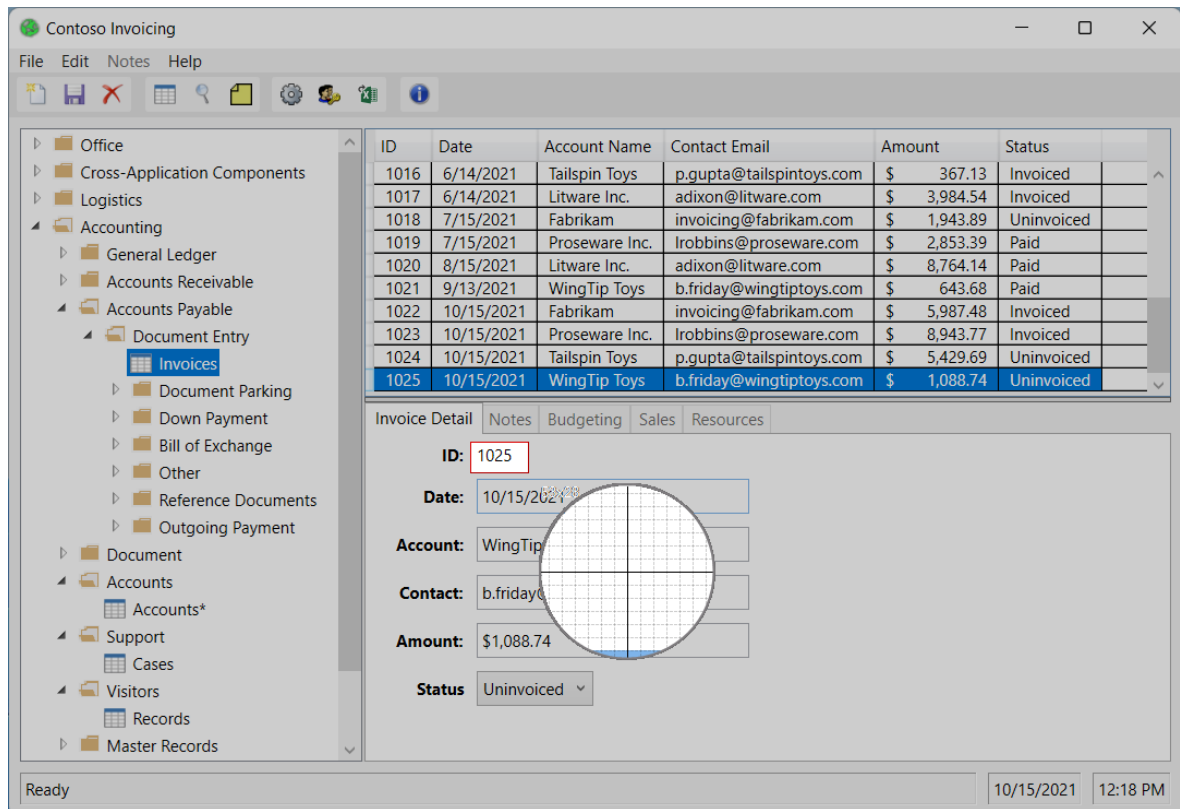 Contoso Invoicing
File Edit Notes Help
Office
Cross-Application Components
Logistics
Accounting
General Ledger
Accounts Receivable
Accounts Payable
Document Entry
Invoices
Document Parking
Down Payment
Bill of Exchange
Other
Reference Documents
Outgoing Payment
Document
Accounts
Accounts*
Support
Cases
Visitors
Records
Master Records
ID Date Account Name Contact Email Amount Status
1016 6/14/2021 Tailspin Toys p.gupta@tailspintoys.com $ 367.13 Invoiced
1017 6/14/2021 Litware Inc. adixon@litware.com $ 3,984.54 Invoiced
1018 7/15/2021 Fabrikam invoicing@fabrikam.com $ 1,943.89 Uninvoiced
1019 7/15/2021 Proseware Inc. lrobbins@proseware.com $ 2,853.39 Paid
1020 8/15/2021 Litware Inc. adixon@litware.com $ 8,764.14 Paid
1021 9/13/2021 WingTip Toys b.friday@wingtiptoys.com $ 643.68 Paid
1022 10/15/2021 Fabrikam invoicing@fabrikam.com $ 5,987.48 Invoiced
1023 10/15/2021 Proseware Inc. lrobbins@proseware.com $ 8,943.77 Invoiced
1024 10/15/2021 Tailspin Toys p.gupta@tailspintoys.com $ 5,429.69 Uninvoiced
1025 10/15/2021 WingTip Toys b.friday@wingtiptoys.com $ 1,088.74 Uninvoiced
Invoice Detail Notes Budgeting Sales Resources
ID: 1025
Date: 10/15/2021
Account: WingTip
Contact: b.friday
Amount: $1,088.74
Status Uninvoiced
Ready 10/15/2021 12:18 PM